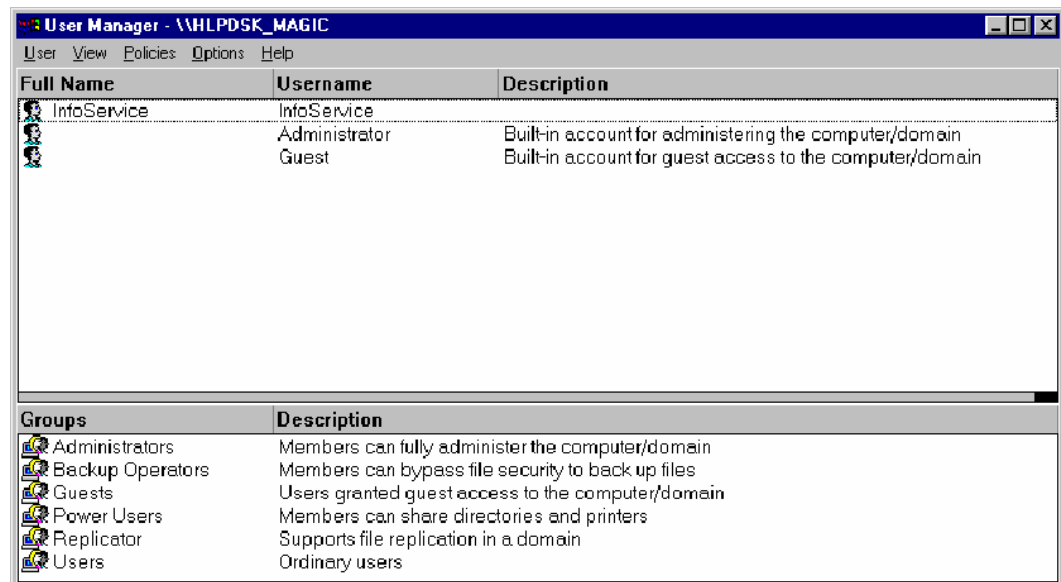 User Manager - \\HLPDSK_MAGIC
User View Policies Options Help
Full Name Username Description
InfoService InfoService
Administrator Built-in account for administering the computer/domain
Guest Built-in account for guest access to the computer/domain
Groups Description
Administrators Members can fully administer the computer/domain
Backup Operators Members can bypass file security to back up files
Guests Users granted guest access to the computer/domain
Power Users Members can share directories and printers
Replicator Supports file replication in a domain
Users Ordinary users